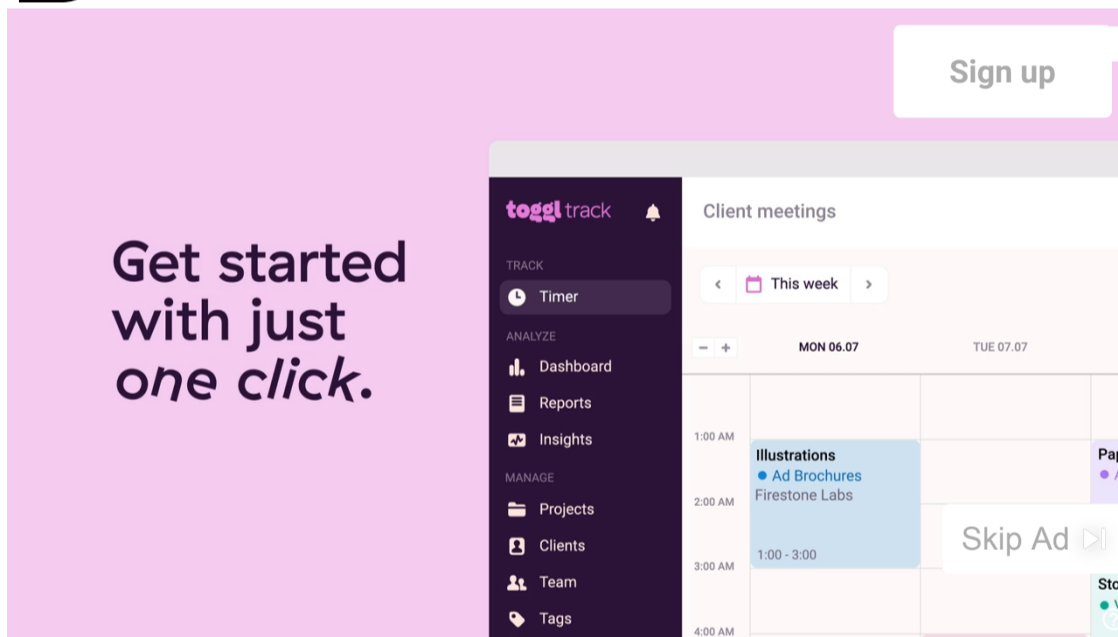 Sign up
Get started
with just
one click.
toggl track
TRACK
Timer
ANALYZE
Dashboard
Reports
Insights
MANAGE
Projects
Clients
Team
Tags
Client meetings
This week
MON 06.07
TUE 07.07
1:00 AM
2:00 AM
3:00 AM
4:00 AM
Illustrations
Ad Brochures
Firestone Labs
1:00 - 3:00
Skip Ad